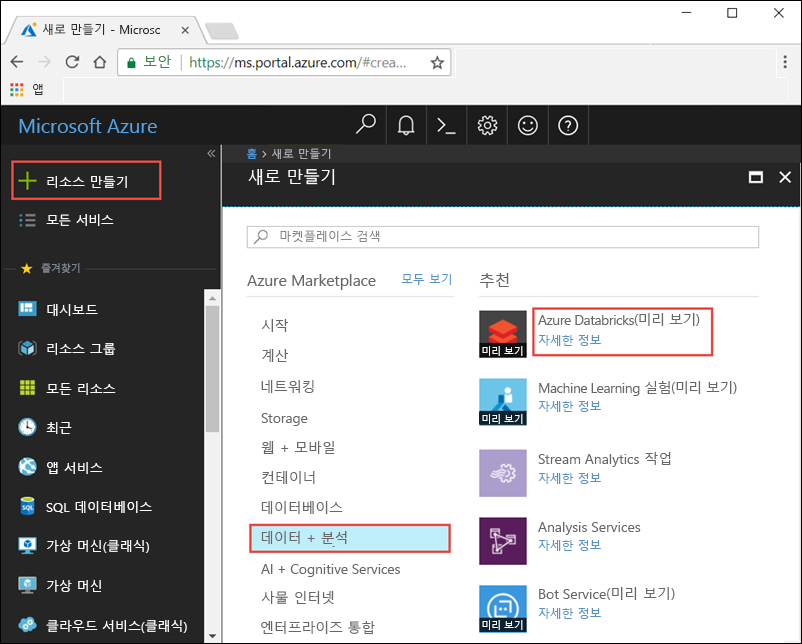 새로 만들기 - Microsc
보안 https://ms.portal.azure.com/#crea...
앱
Microsoft Azure
홈 > 새로 만들기
새로 만들기
리소스 만들기
모든 서비스
즐겨찾기
대시보드
리소스 그룹
모든 리소스
최근
앱 서비스
SQL 데이터베이스
가상 머신(클래식)
가상 머신
클라우드 서비스(클래식)
마켓플레이스 검색
Azure Marketplace 모두 보기
시작
계산
네트워킹
Storage
웹 + 모바일
컨테이너
데이터베이스
데이터 + 분석
AI + Cognitive Services
사물 인터넷
엔터프라이즈 통합
추천
Azure Databricks(미리 보기)
자세한 정보
미리 보기
Machine Learning 실험(미리 보기)
자세한 정보
미리 보기
Stream Analytics 작업
자세한 정보
Analysis Services
자세한 정보
Bot Service(미리 보기)
자세한 정보
미리 보기